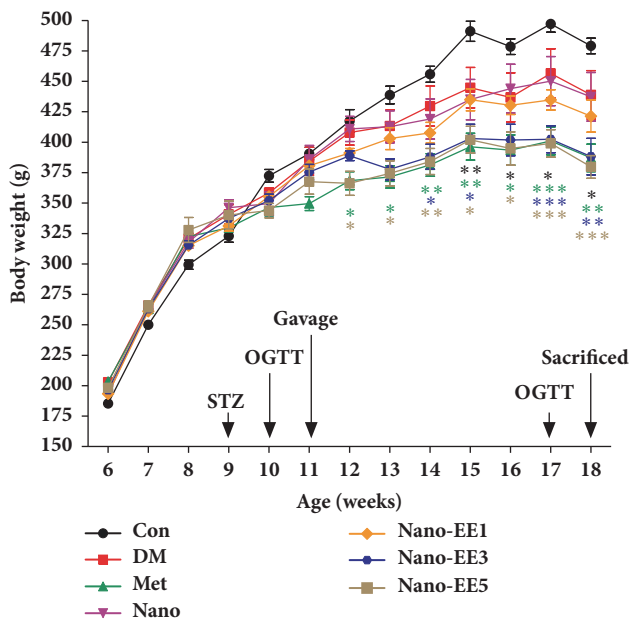 Body weight (g)
500
475
450
425
400
375
350
325
300
275
250
225
200
175
150
** 
** * * *** *
* ** * * * *** **
* * * * * *** **
* * ** * * *** ***
Gavage
OGTT
STZ
Sacrificed
OGTT
6 7 8 9 10 11 12 13 14 15 16 17 18
Age (weeks)
Con
DM
Met
Nano
Nano-EE1
Nano-EE3
Nano-EE5